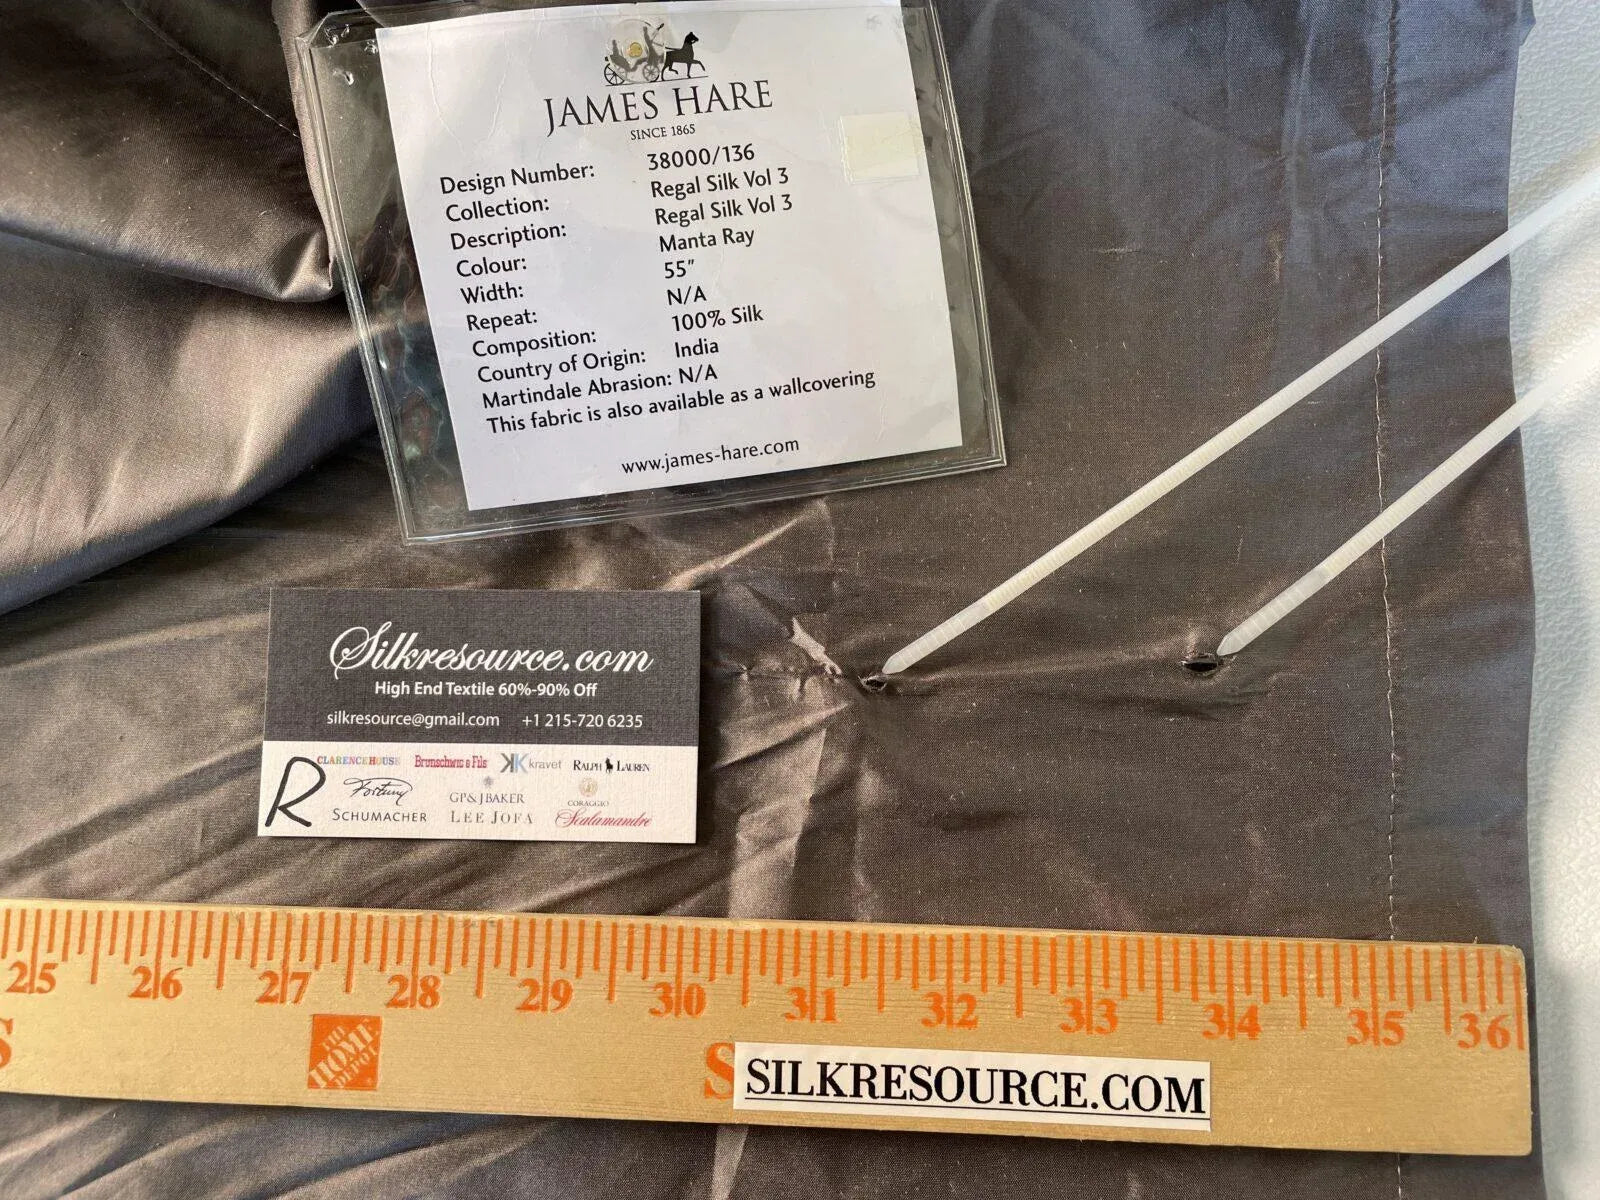 JAMES HARE
SINCE 1865
Design Number: 38000/136
Collection: Regal Silk Vol 3
Description: Regal Silk Vol 3
Colour: Manta Ray
Width: 55"
Repeat: N/A
Composition: 100% Silk
Country of Origin: India
Martindale Abrasion: N/A
This fabric is also available as a wallcovering
www.james-hare.com
Silkresource.com
High End Textile 60%-90% Off
silkresource@gmail.com +1 215-720 6235
CLARENCE HOUSE Brunschwig & Fils kravet RALPH LAUREN
R
Fortuny GP & J BAKER CORAGGIO
SCHUMACHER LEE JOFA Scalamandre
25 26 27 28 29 30 31 32 33 34 35 36
THE HOME DEPOT
S S
SILKRESOURCE.COM